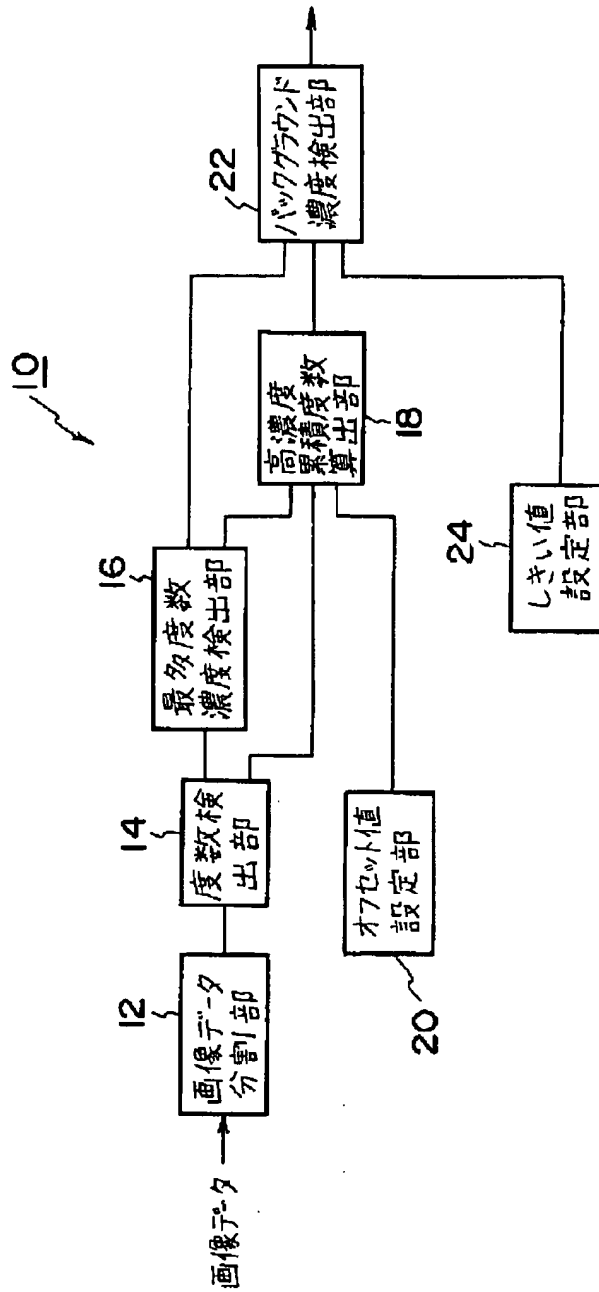 10
画像データ
12
画像データ
分割部
14
度数検
出部
16
最多度数
濃度検出部
高濃度
累積度数
算出部
18
オフセット値
設定部
20
22
バックグラウンド
濃度検出部
24
しきい値
設定部